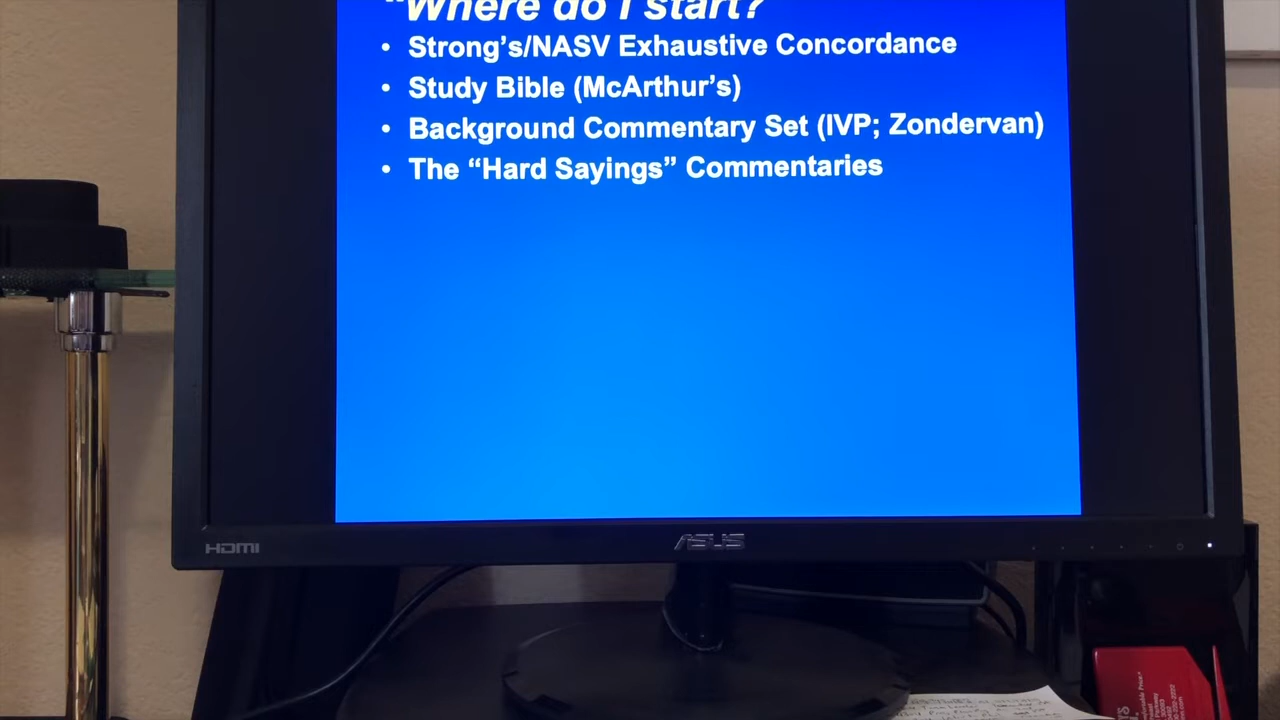 "Where do I start?
• Strong's/NASV Exhaustive Concordance
• Study Bible (McArthur's)
• Background Commentary Set (IVP; Zondervan)
• The "Hard Sayings" Commentaries
HDMI
ASUS